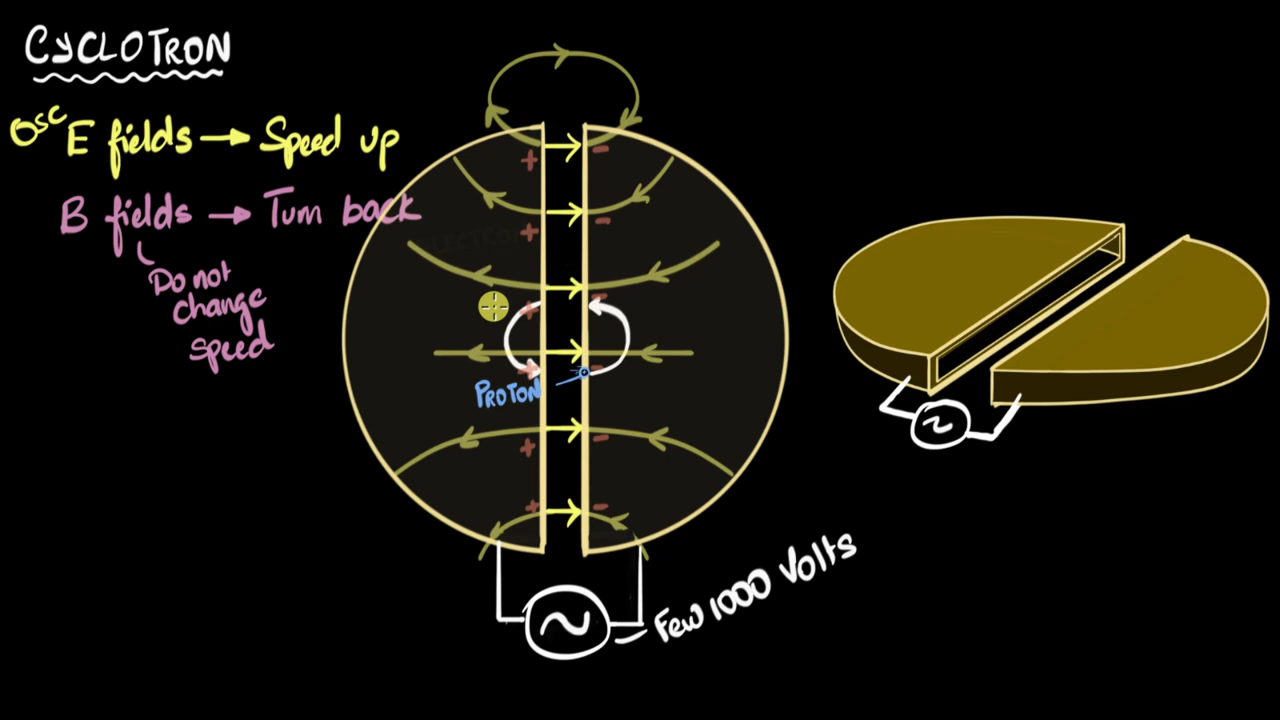 CYCLOTRON
Osc E fields → Speed up
B fields → Turn back
Do not
change
speed
PROTON
Few 1000 Volts